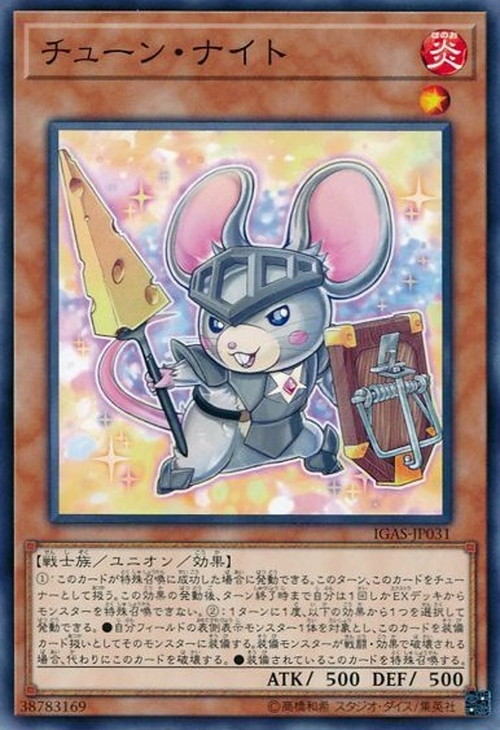 チューン・ナイト
炎
IGAS-JP031
【戦士族／ユニオン／効果】
①：このカードが特殊召喚に成功した場合に発動できる。このターン、このカードをチュー
ナーとして扱う。この効果の発動後、ターン終了時まで自分は1回しかEXデッキから
モンスターを特殊召喚できない。②：1ターンに1度、以下の効果から1つを選択して
発動できる。●自分フィールドの表側表示モンスター1体を対象とし、このカードを装備
カード扱いとしてそのモンスターに装備する。装備モンスターが戦闘・効果で破壊される
場合、代わりにこのカードを破壊する。●装備されているこのカードを特殊召喚する。
ATK/ 500 DEF/ 500
38783169
©高橋和希 スタジオ・ダイス/集英社